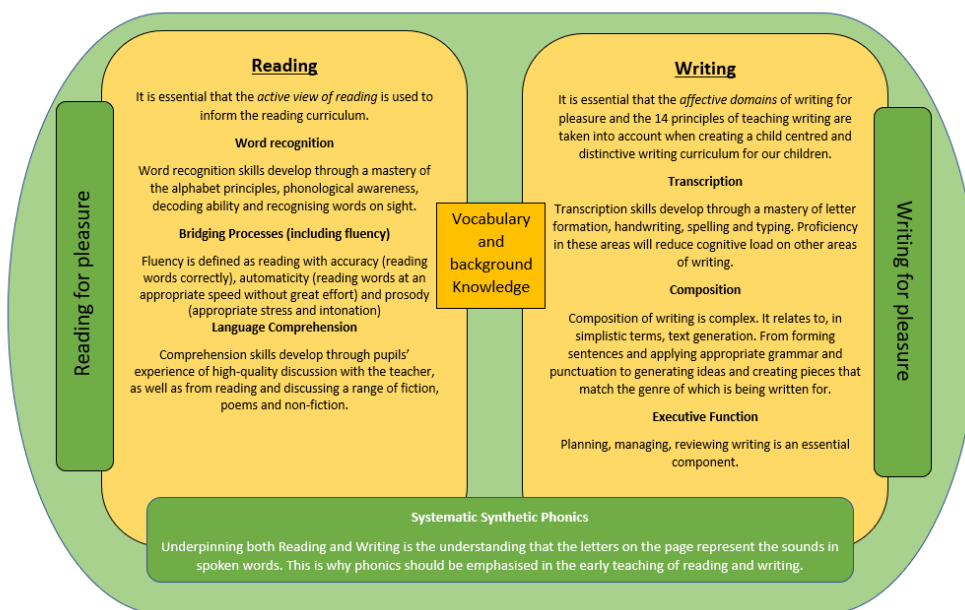 Reading for pleasure
Reading
It is essential that the active view of reading is used to
inform the reading curriculum.
Word recognition
Word recognition skills develop through a mastery of
the alphabet principles, phonological awareness,
decoding ability and recognising words on sight.
Bridging Processes (including fluency)
Fluency is defined as reading with accuracy (reading
words correctly), automaticity (reading words at an
appropriate speed without great effort) and prosody
(appropriate stress and intonation)
Language Comprehension
Comprehension skills develop through pupils’
experience of high-quality discussion with the teacher,
as well as from reading and discussing a range of fiction,
poems and non-fiction.
Vocabulary
and
background
Knowledge
Writing
It is essential that the affective domains of writing for
pleasure and the 14 principles of teaching writing are
taken into account when creating a child centred and
distinctive writing curriculum for our children.
Transcription
Transcription skills develop through a mastery of letter
formation, handwriting, spelling and typing. Proficiency
in these areas will reduce cognitive load on other areas
of writing.
Composition
Composition of writing is complex. It relates to, in
simplistic terms, text generation. From forming
sentences and applying appropriate grammar and
punctuation to generating ideas and creating pieces that
match the genre of which is being written for.
Executive Function
Planning, managing, reviewing writing is an essential
component.
Writing for pleasure
Systematic Synthetic Phonics
Underpinning both Reading and Writing is the understanding that the letters on the page represent the sounds in
spoken words. This is why phonics should be emphasised in the early teaching of reading and writing.